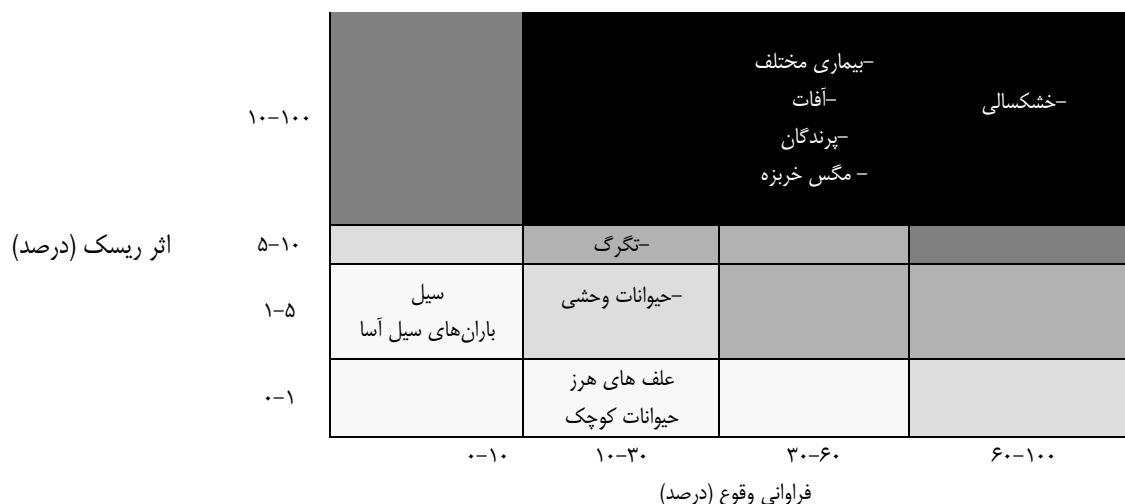 -بیماری مختلف
-آفات
-پرندگان
- مگس خربزه
-خشکسالی
۱۰-۱۰۰
اثر ریسک (درصد)
۵-۱۰
-تگرگ
۱-۵
سیل
باران‌های سیل آسا
-حیوانات وحشی
۰-۱
علف های هرز
حیوانات کوچک
۰-۱۰
۱۰-۳۰
۳۰-۶۰
۶۰-۱۰۰
فراوانی وقوع (درصد)